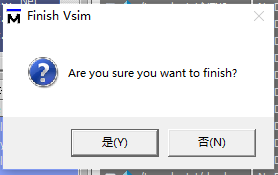 Finish Vsim
Are you sure you want to finish?
是(Y)
否(N)